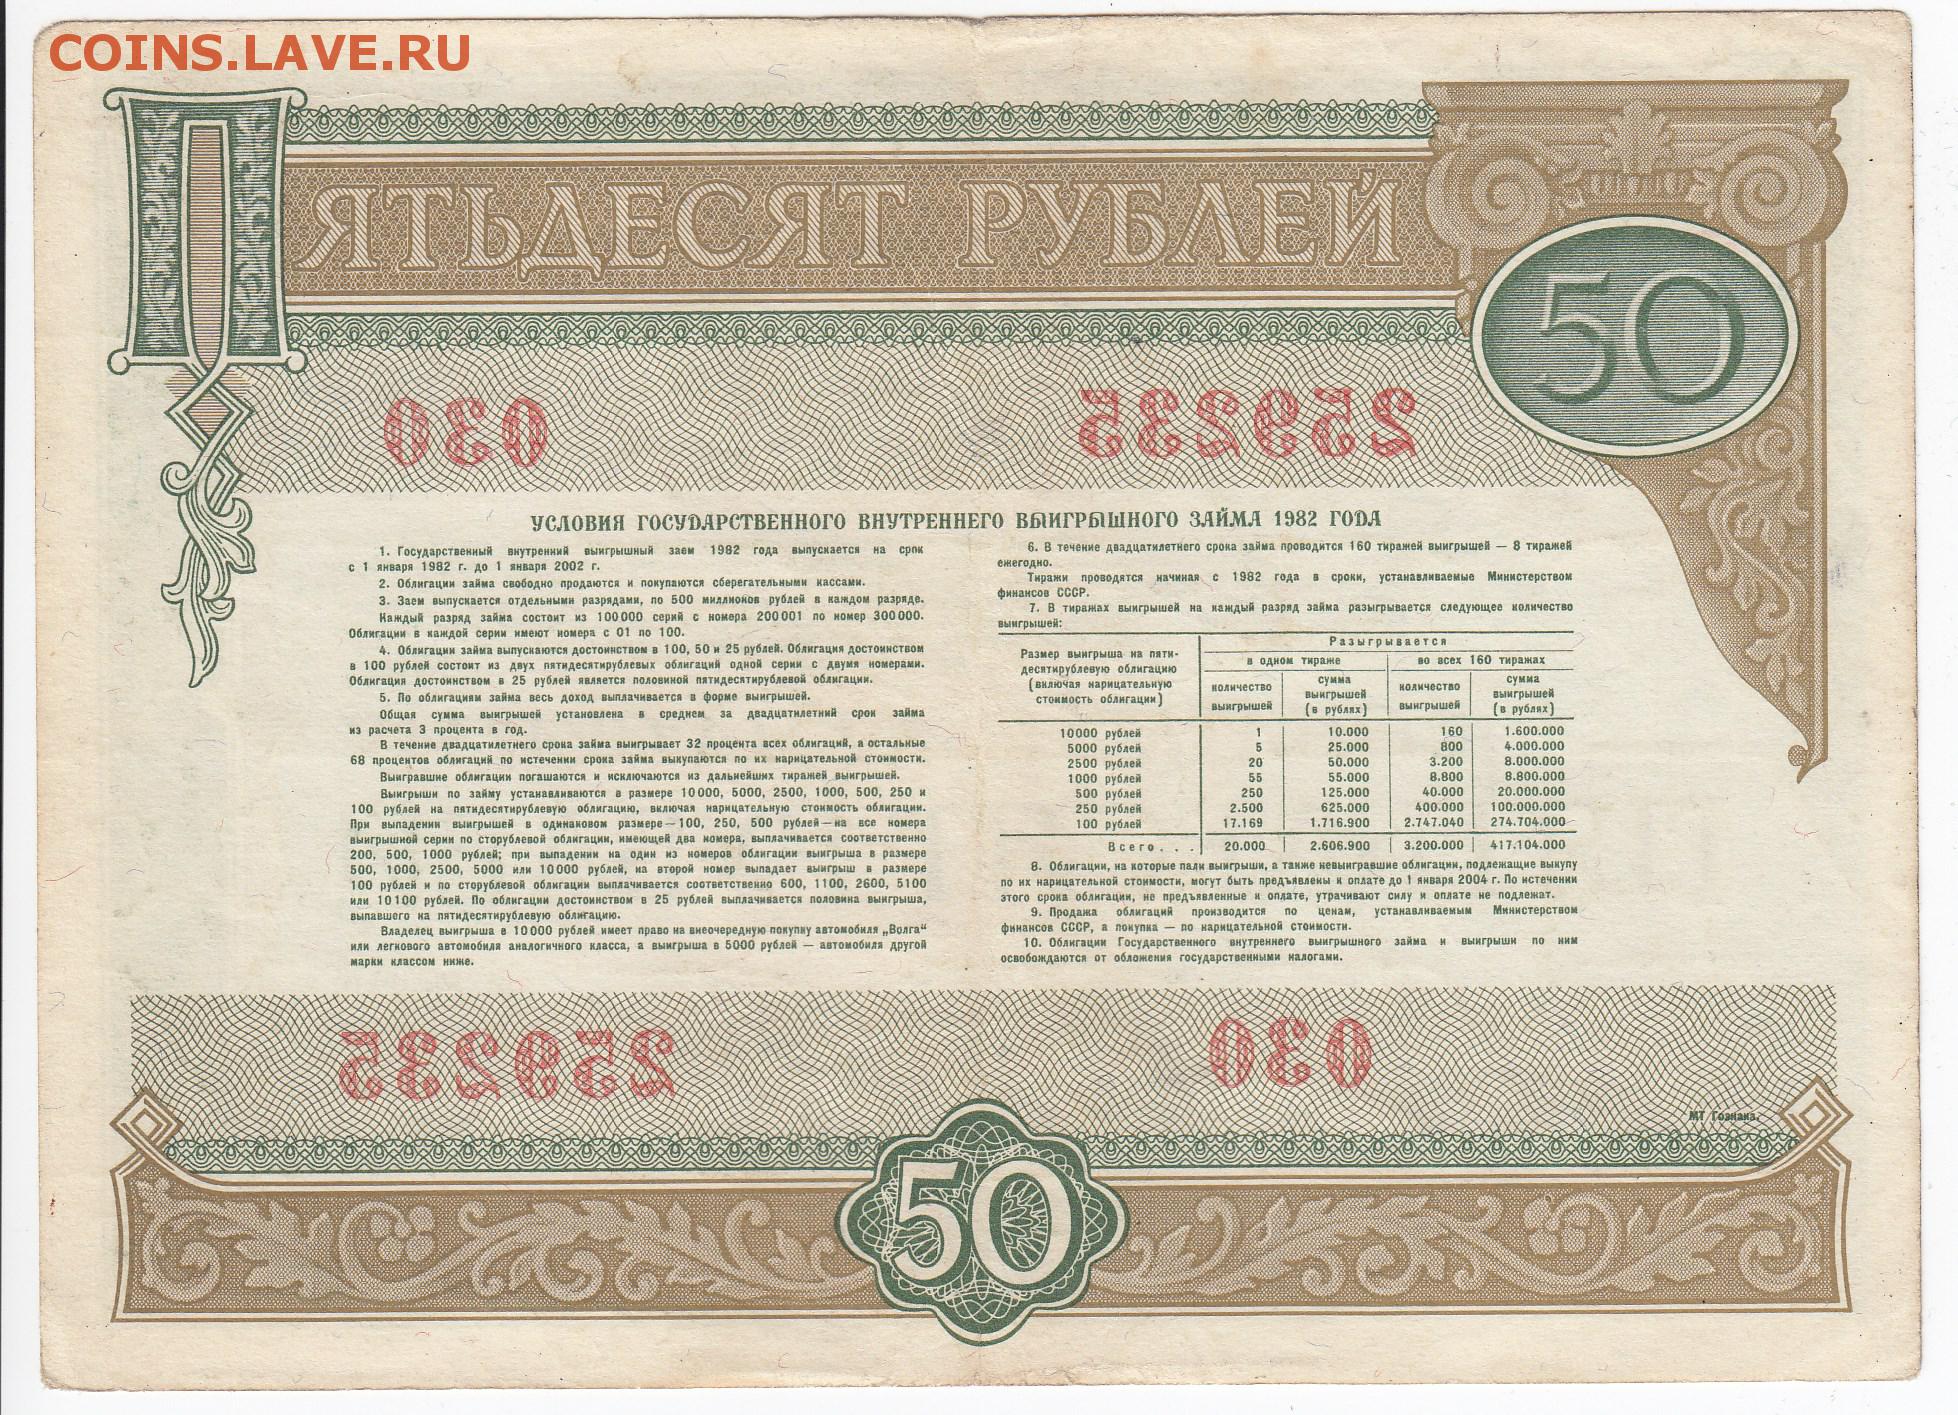 COINS.LAVE.RU
ПЯТЬДЕСЯТ РУБЛЕЙ
50
030 259235
УСЛОВИЯ ГОСУДАРСТВЕННОГО ВНУТРЕННЕГО ВЫИГРЫШНОГО ЗАЙМА 1982 ГОДА
1. Государственный внутренний выигрышный заем 1982 года выпускается на срок
с 1 января 1982 г. до 1 января 2002 г.
2. Облигации займа свободно продаются и покупаются сберегательными кассами.
3. Заем выпускается отдельными разрядами, по 500 миллионов рублей в каждом разряде.
Каждый разряд займа состоит из 100 000 серий с номера 200 001 по номер 300 000.
Облигации в каждой серии имеют номера с 01 по 100.
4. Облигации займа выпускаются достоинством в 100, 50 и 25 рублей. Облигация достоинством
в 100 рублей состоит из двух пятидесятирублевых облигаций одной серии с двумя номерами.
Облигация достоинством в 25 рублей является половиной пятидесятирублевой облигации.
5. По облигациям займа весь доход выплачивается в форме выигрышей.
Общая сумма выигрышей установлена в среднем за двадцатилетний срок займа
из расчета 3 процента в год.
В течение двадцатилетнего срока займа выигрывает 32 процента всех облигаций, а остальные
68 процентов облигаций по истечении срока займа выкупаются по их нарицательной стоимости.
Выигравшие облигации погашаются и исключаются из дальнейших тиражей выигрышей.
Выигрыши по займу устанавливаются в размере 10 000, 5000, 2500, 1000, 500, 250 и
100 рублей на пятидесятирублевую облигацию, включая нарицательную стоимость облигации.
При выпадении выигрышей в одинаковом размере — 100, 250, 500 рублей — на все номера
выигрышной серии по сторублевой облигации, имеющей два номера, выплачивается соответственно
200, 500, 1000 рублей; при выпадении на один из номеров облигации выигрыша в размере
500, 1000, 2500, 5000 или 10 000 рублей, на второй номер выпадает выигрыш в размере
100 рублей и по сторублевой облигации выплачивается соответственно 600, 1100, 2600, 5100
или 10 100 рублей. По облигации достоинством в 25 рублей выплачивается половина выигрыша,
выпавшего на пятидесятирублевую облигацию.
Владелец выигрыша в 10 000 рублей имеет право на внеочередную покупку автомобиля „Волга“
или легкового автомобиля аналогичного класса, а выигрыша в 5000 рублей — автомобиля другой
марки классом ниже.
6. В течение двадцатилетнего срока займа проводится 160 тиражей выигрышей — 8 тиражей
ежегодно.
Тиражи проводятся начиная с 1982 года в сроки, устанавливаемые Министерством
финансов СССР.
7. В тиражах выигрышей на каждый разряд займа разыгрывается следующее количество
выигрышей:
Размер выигрыша на пяти-
десятирублевую облигацию
(включая нарицательную
стоимость облигации)
Разыгрывается
в одном тираже во всех 160 тиражах
количество выигрышей сумма выигрышей (в рублях) количество выигрышей сумма выигрышей (в рублях)
10000 рублей 1 10.000 160 1.600.000
5000 рублей 5 25.000 800 4.000.000
2500 рублей 20 50.000 3.200 8.000.000
1000 рублей 55 55.000 8.800 8.800.000
500 рублей 250 125.000 40.000 20.000.000
250 рублей 2.500 625.000 400.000 100.000.000
100 рублей 17.169 1.716.900 2.747.040 274.704.000
Всего... 20.000 2.606.900 3.200.000 417.104.000
8. Облигации, на которые пали выигрыши, а также невыигравшие облигации, подлежащие выкупу
по их нарицательной стоимости, могут быть предъявлены к оплате до 1 января 2004 г. По истечении
этого срока облигации, не предъявленные к оплате, утрачивают силу и оплате не подлежат.
9. Продажа облигаций производится по ценам, устанавливаемым Министерством
финансов СССР, а покупка — по нарицательной стоимости.
10. Облигации Государственного внутреннего выигрышного займа и выигрыши по ним
освобождаются от обложения государственными налогами.
259235 030
МТ Гознака.
50